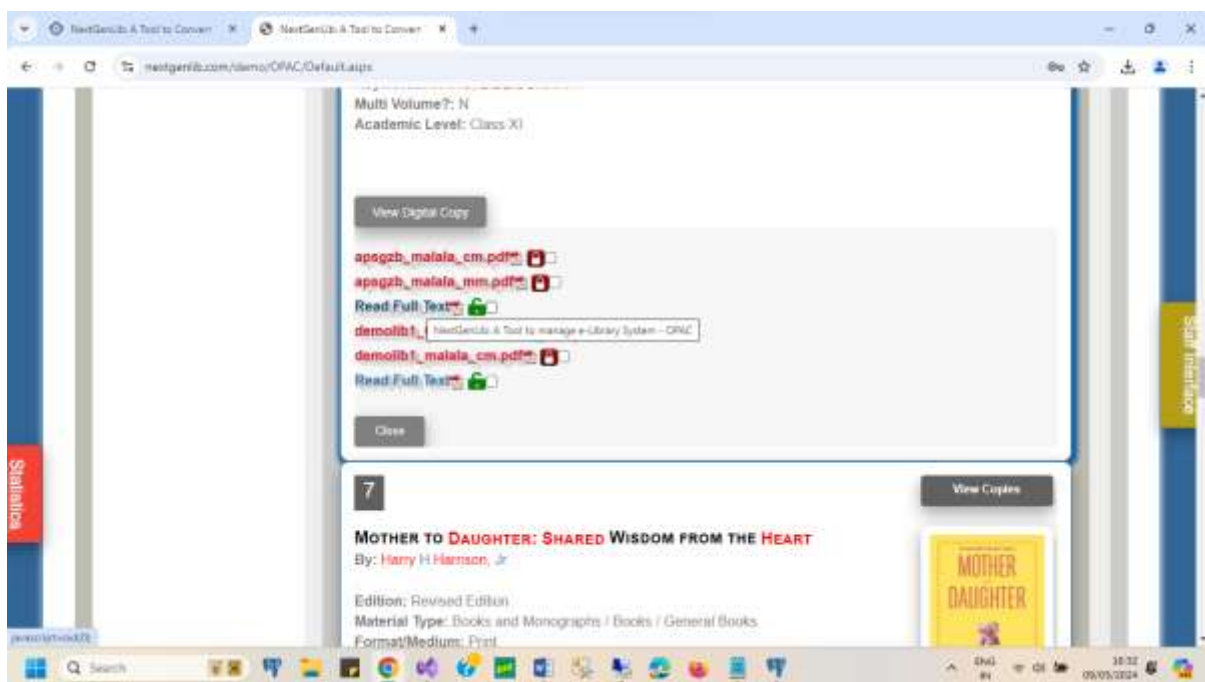 NextGenLib: A Tool to Convert
NextGenLib: A Tool to Convert
nextgenlib.com/demo/OPAC/Default.aspx
Multi Volume?: N
Academic Level: Class XI
View Digital Copy
apsgzb_malala_cm.pdf
apsgzb_malala_mm.pdf
Read Full Text
demolib1_
NextGenLib: A Tool to manage e-Library System - OPAC
demolib1_malala_cm.pdf
Read Full Text
Close
Staff Interface
Statistics
7
View Copies
MOTHER TO DAUGHTER: SHARED WISDOM FROM THE HEART
By: Harry H Harrison, Jr
MOTHER
DAUGHTER
Edition: Revised Edition
Material Type: Books and Monographs / Books / General Books
Format/Medium: Print
javascript:void(0)
Search
ENG
IN
09/05/2024